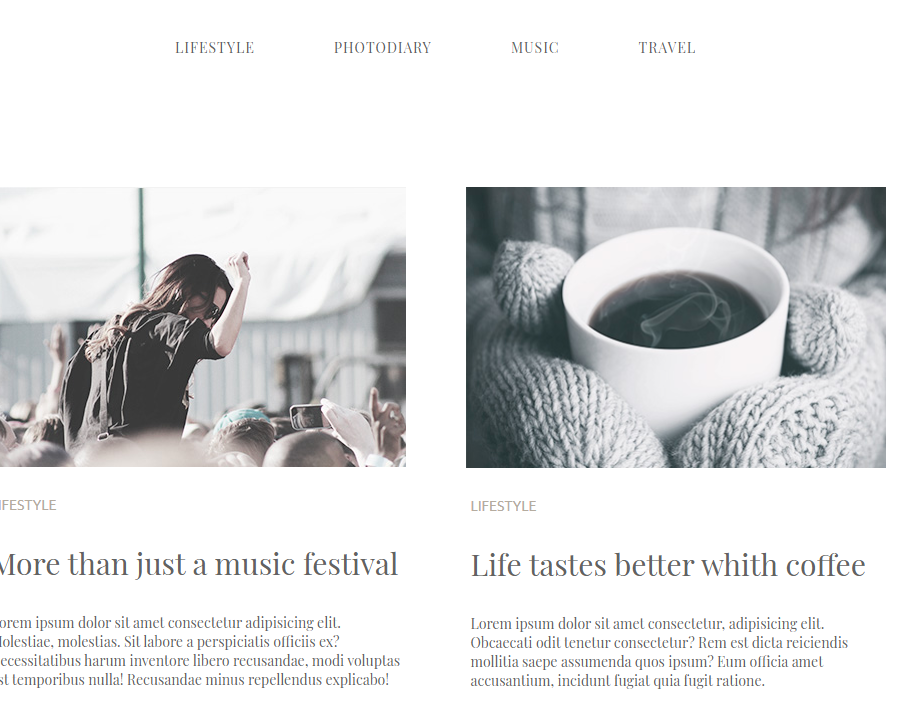 LIFESTYLE PHOTODIARY MUSIC TRAVEL
IFESTYLE
More than just a music festival
orem ipsum dolor sit amet consectetur adipisicing elit.
Molestiae, molestias. Sit labore a perspiciatis officiis ex?
ecessitatibus harum inventore libero recusandae, modi voluptas
st temporibus nulla! Recusandae minus repellendus explicabo!
LIFESTYLE
Life tastes better whith coffee
Lorem ipsum dolor sit amet consectetur, adipisicing elit.
Obcaecati odit tenetur consectetur? Rem est dicta reiciendis
mollitia saepe assumenda quos ipsum? Eum officia amet
accusantium, incidunt fugiat quia fugit ratione.